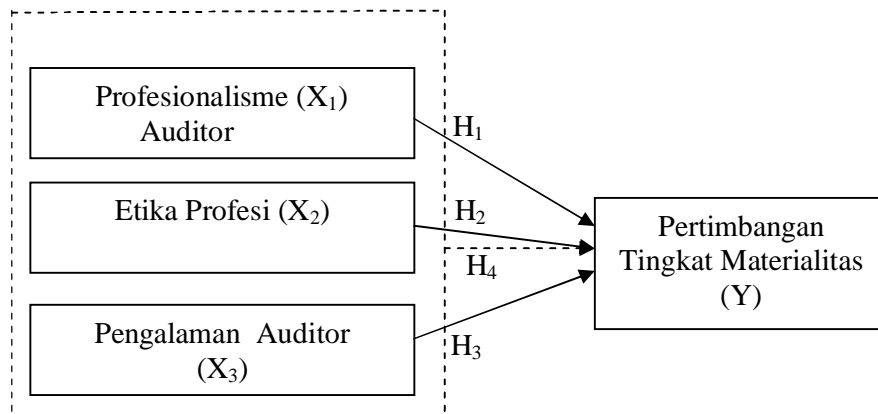 Profesionalisme (X₁)
Auditor
H₁
Etika Profesi (X₂)
H₂
Pertimbangan
Tingkat Materialitas
(Y)
H₄
Pengalaman Auditor
(X₃)
H₃